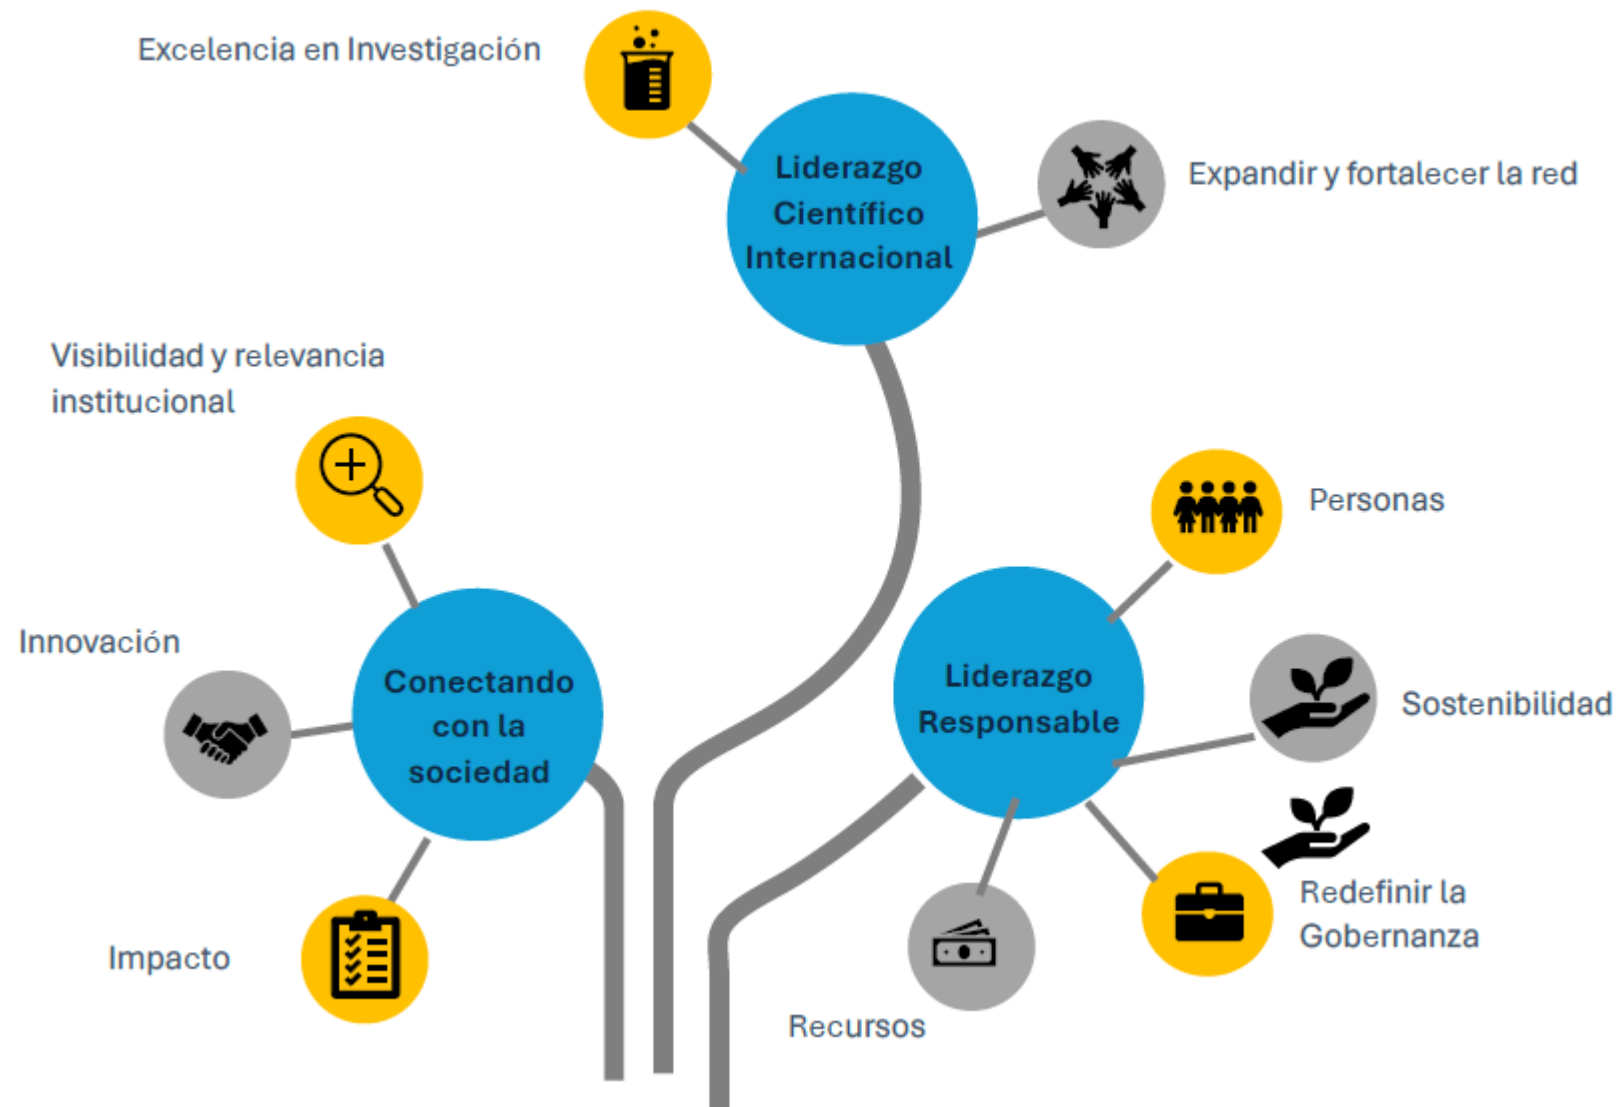 Excelencia en Investigación
Liderazgo
Científico
Internacional
Expandir y fortalecer la red
Visibilidad y relevancia
institucional
Innovación
Conectando
con la
sociedad
Impacto
Personas
Liderazgo
Responsable
Sostenibilidad
Redefinir la
Gobernanza
Recursos